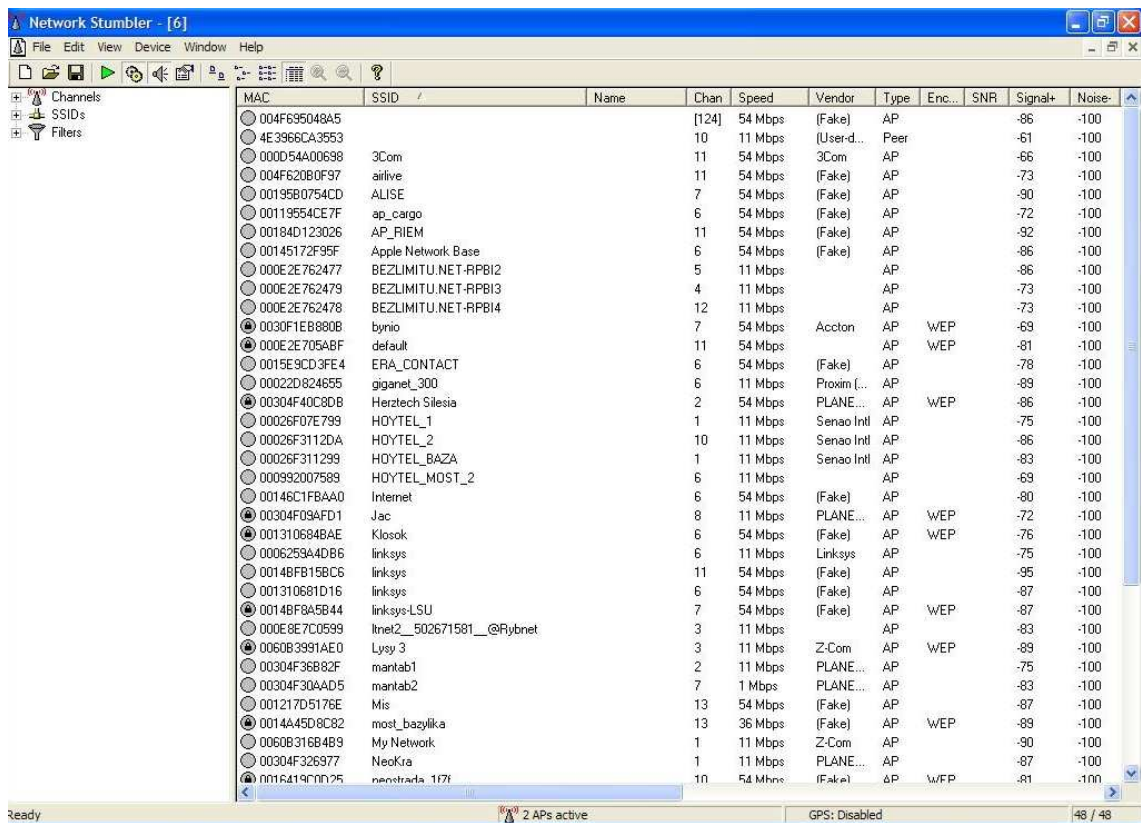 Network Stumbler - [6]
File Edit View Device Window Help
Channels
SSIDs
Filters
MAC SSID Name Chan Speed Vendor Type Enc... SNR Signal+ Noise-
004F695048A5 [124] 54 Mbps (Fake) AP -86 -100
4E3966CA3553 10 11 Mbps (User-d... Peer -61 -100
000D54A00698 3Com 11 54 Mbps 3Com AP -66 -100
004F620B0F97 airlive 11 54 Mbps (Fake) AP -73 -100
00195B0754CD ALISE 7 54 Mbps (Fake) AP -90 -100
00119554CE7F ap_cargo 6 54 Mbps (Fake) AP -72 -100
00184D123026 AP_RIEM 11 54 Mbps (Fake) AP -92 -100
00145172F95F Apple Network Base 6 54 Mbps (Fake) AP -86 -100
000E2E762477 BEZLIMITU.NET-RPBI2 5 11 Mbps AP -86 -100
000E2E762479 BEZLIMITU.NET-RPBI3 4 11 Mbps AP -73 -100
000E2E762478 BEZLIMITU.NET-RPBI4 12 11 Mbps AP -73 -100
0030F1EB880B bynio 7 54 Mbps Accton AP WEP -69 -100
000E2E705ABF default 11 54 Mbps AP WEP -81 -100
0015E9CD3FE4 ERA_CONTACT 6 54 Mbps (Fake) AP -78 -100
00022D824655 giganet_300 6 11 Mbps Proxim (... AP -89 -100
00304F40C8DB Herztech Silesia 2 54 Mbps PLANE... AP WEP -86 -100
00026F07E799 HOYTEL_1 1 11 Mbps Senao Intl AP -75 -100
00026F3112DA HOYTEL_2 10 11 Mbps Senao Intl AP -86 -100
00026F311299 HOYTEL_BAZA 1 11 Mbps Senao Intl AP -83 -100
000992007589 HOYTEL_MOST_2 6 11 Mbps AP -69 -100
00146C1FBAA0 Internet 6 54 Mbps (Fake) AP -80 -100
00304F09AFD1 Jac 8 11 Mbps PLANE... AP WEP -72 -100
001310684BAE Klosok 6 54 Mbps (Fake) AP WEP -76 -100
0006259A4DB6 linksys 6 11 Mbps Linksys AP -75 -100
0014BFB15BC6 linksys 11 54 Mbps (Fake) AP -95 -100
001310681D16 linksys 6 54 Mbps (Fake) AP -87 -100
0014BF8A5B44 linksys-LSU 7 54 Mbps (Fake) AP WEP -87 -100
000E8E7C0599 ltnet2__502671581__@Rybnet 3 11 Mbps AP -83 -100
0060B3991AE0 Lysy 3 3 11 Mbps Z-Com AP WEP -89 -100
00304F36B82F mantab1 2 11 Mbps PLANE... AP -75 -100
00304F30AAD5 mantab2 7 1 Mbps PLANE... AP -83 -100
001217D5176E Mis 13 54 Mbps (Fake) AP -87 -100
0014A45D8C82 most_bazylika 13 36 Mbps (Fake) AP WEP -89 -100
0060B316B4B9 My Network 1 11 Mbps Z-Com AP -90 -100
00304F326977 NeoKra 1 11 Mbps PLANE... AP -87 -100
0016419C0D25 neostrada_1f7f 10 54 Mbps (Fake) AP WEP -81 -100
Ready 2 APs active GPS: Disabled 48 / 48